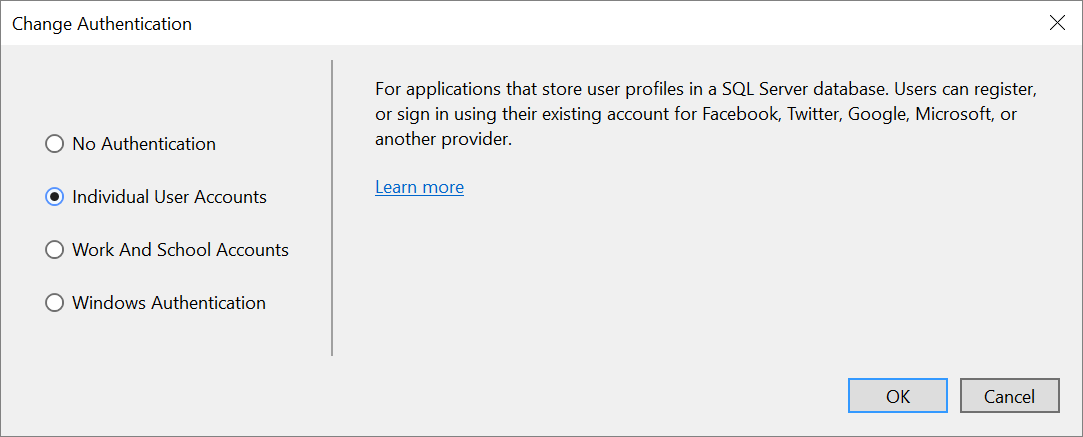 Change Authentication
No Authentication
Individual User Accounts
Work And School Accounts
Windows Authentication
For applications that store user profiles in a SQL Server database. Users can register,
or sign in using their existing account for Facebook, Twitter, Google, Microsoft, or
another provider.
Learn more
OK
Cancel